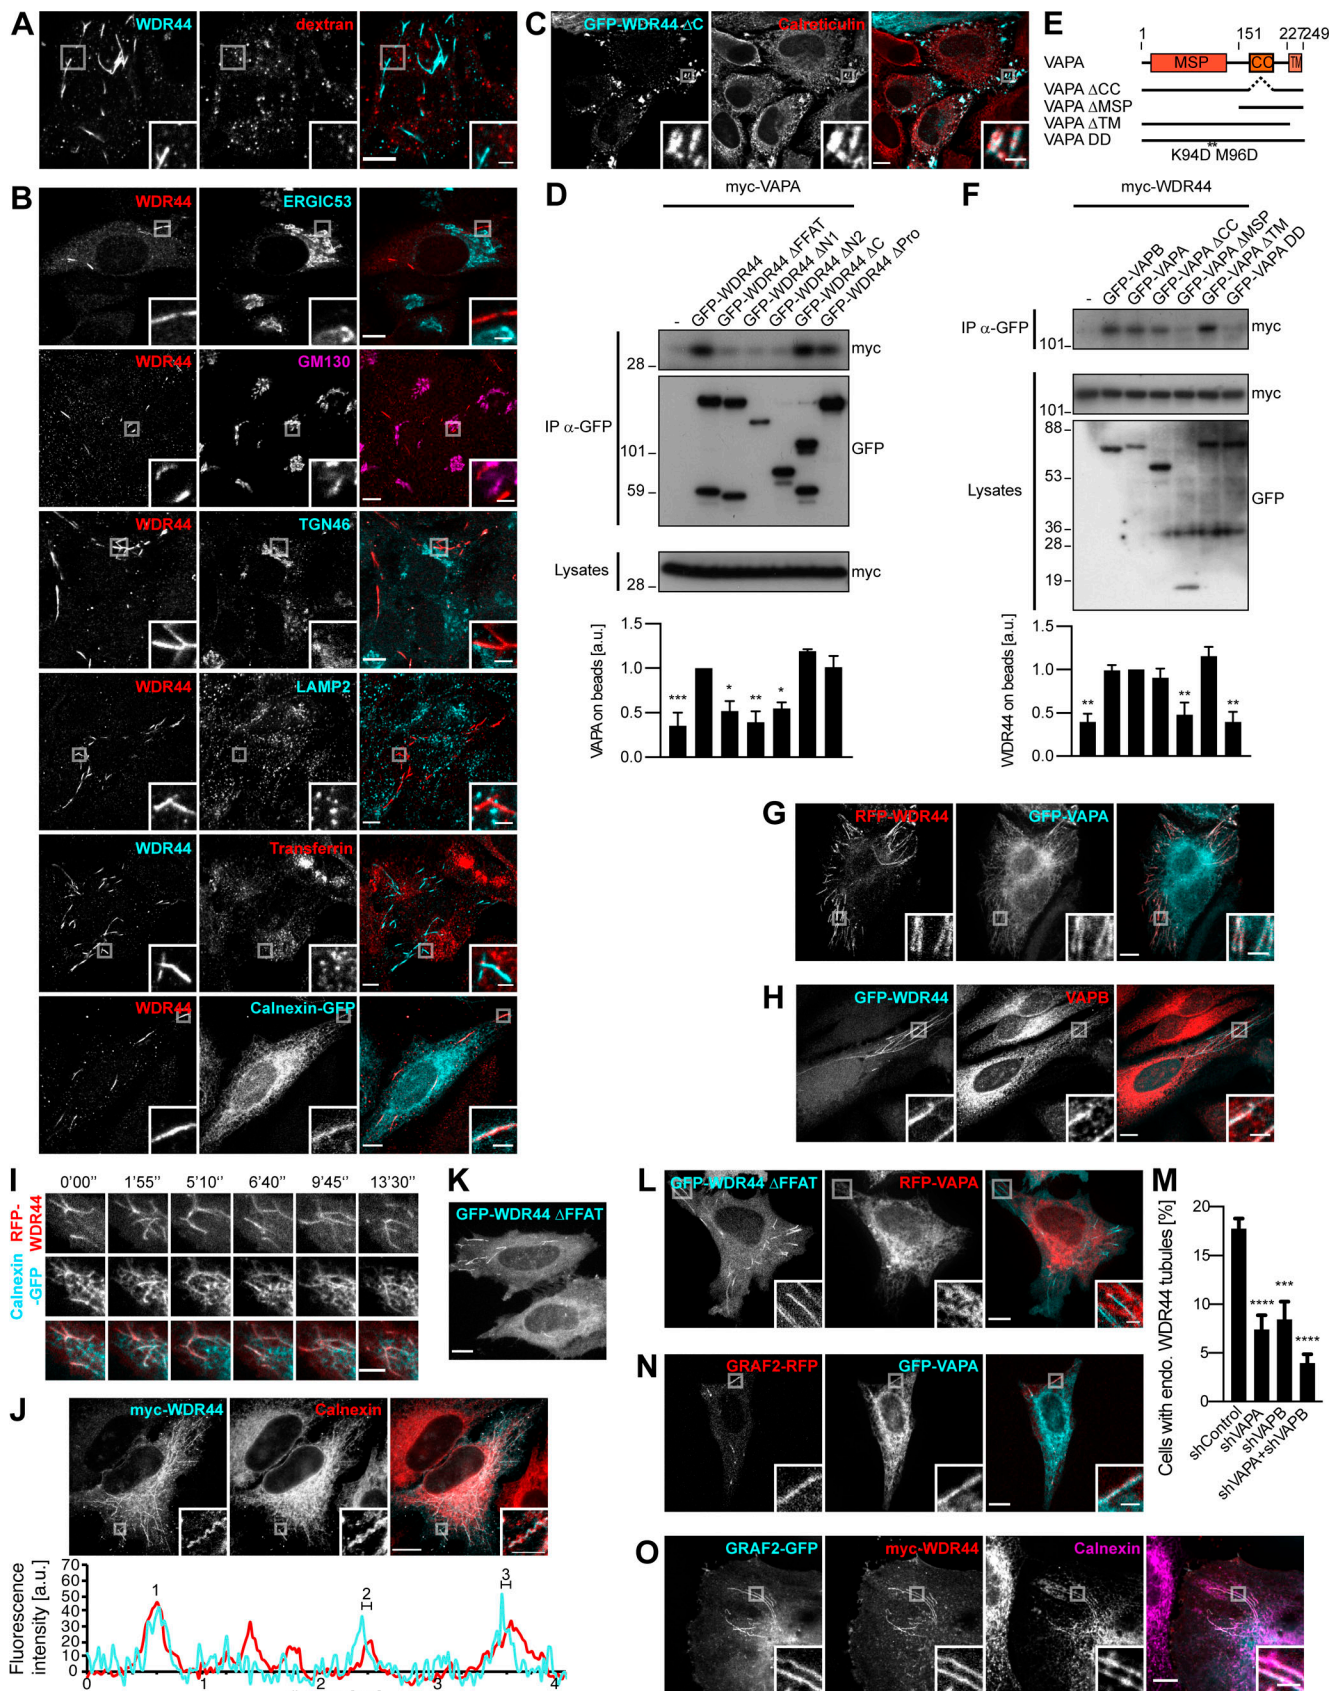 A
WDR44
dextran
B
WDR44
ERGIC53
WDR44
GM130
WDR44
TGN46
WDR44
LAMP2
WDR44
Transferrin
WDR44
Calnexin-GFP
C
GFP-WDR44 ΔC
Calreticulin
D
myc-VAPA
-
GFP-WDR44
GFP-WDR44 ΔFFAT
GFP-WDR44 ΔN1
GFP-WDR44 ΔN2
GFP-WDR44 ΔC
GFP-WDR44 ΔPro
IP α-GFP
28
myc
101
59
GFP
Lysates
28
myc
VAPA on beads [a.u.]
1.5
1.0
0.5
0.0
***
*
**
*
E
1
151
227
249
VAPA
MSP
CC
TM
VAPA ΔCC
VAPA ΔMSP
VAPA ΔTM
VAPA DD
**
K94D M96D
F
myc-WDR44
-
GFP-VAPB
GFP-VAPA
GFP-VAPA ΔCC
GFP-VAPA ΔMSP
GFP-VAPA ΔTM
GFP-VAPA DD
IP α-GFP
101
myc
101
myc
Lysates
88
53
36
28
19
GFP
WDR44 on beads [a.u.]
1.5
1.0
0.5
0.0
**
**
**
G
RFP-WDR44
GFP-VAPA
H
GFP-WDR44
VAPB
I
0'00''
1'55''
5'10''
6'40''
9'45''
13'30''
RFP-
WDR44
Calnexin
-GFP
J
myc-WDR44
Calnexin
Fluorescence
intensity [a.u.]
70
60
50
40
30
20
10
0
1
2
3
0
1
2
3
4
K
GFP-WDR44 ΔFFAT
L
GFP-WDR44 ΔFFAT
RFP-VAPA
M
Cells with endo. WDR44 tubules [%]
20
15
10
5
0
****
***
****
shControl
shVAPA
shVAPB
shVAPA+shVAPB
N
GRAF2-RFP
GFP-VAPA
O
GRAF2-GFP
myc-WDR44
Calnexin